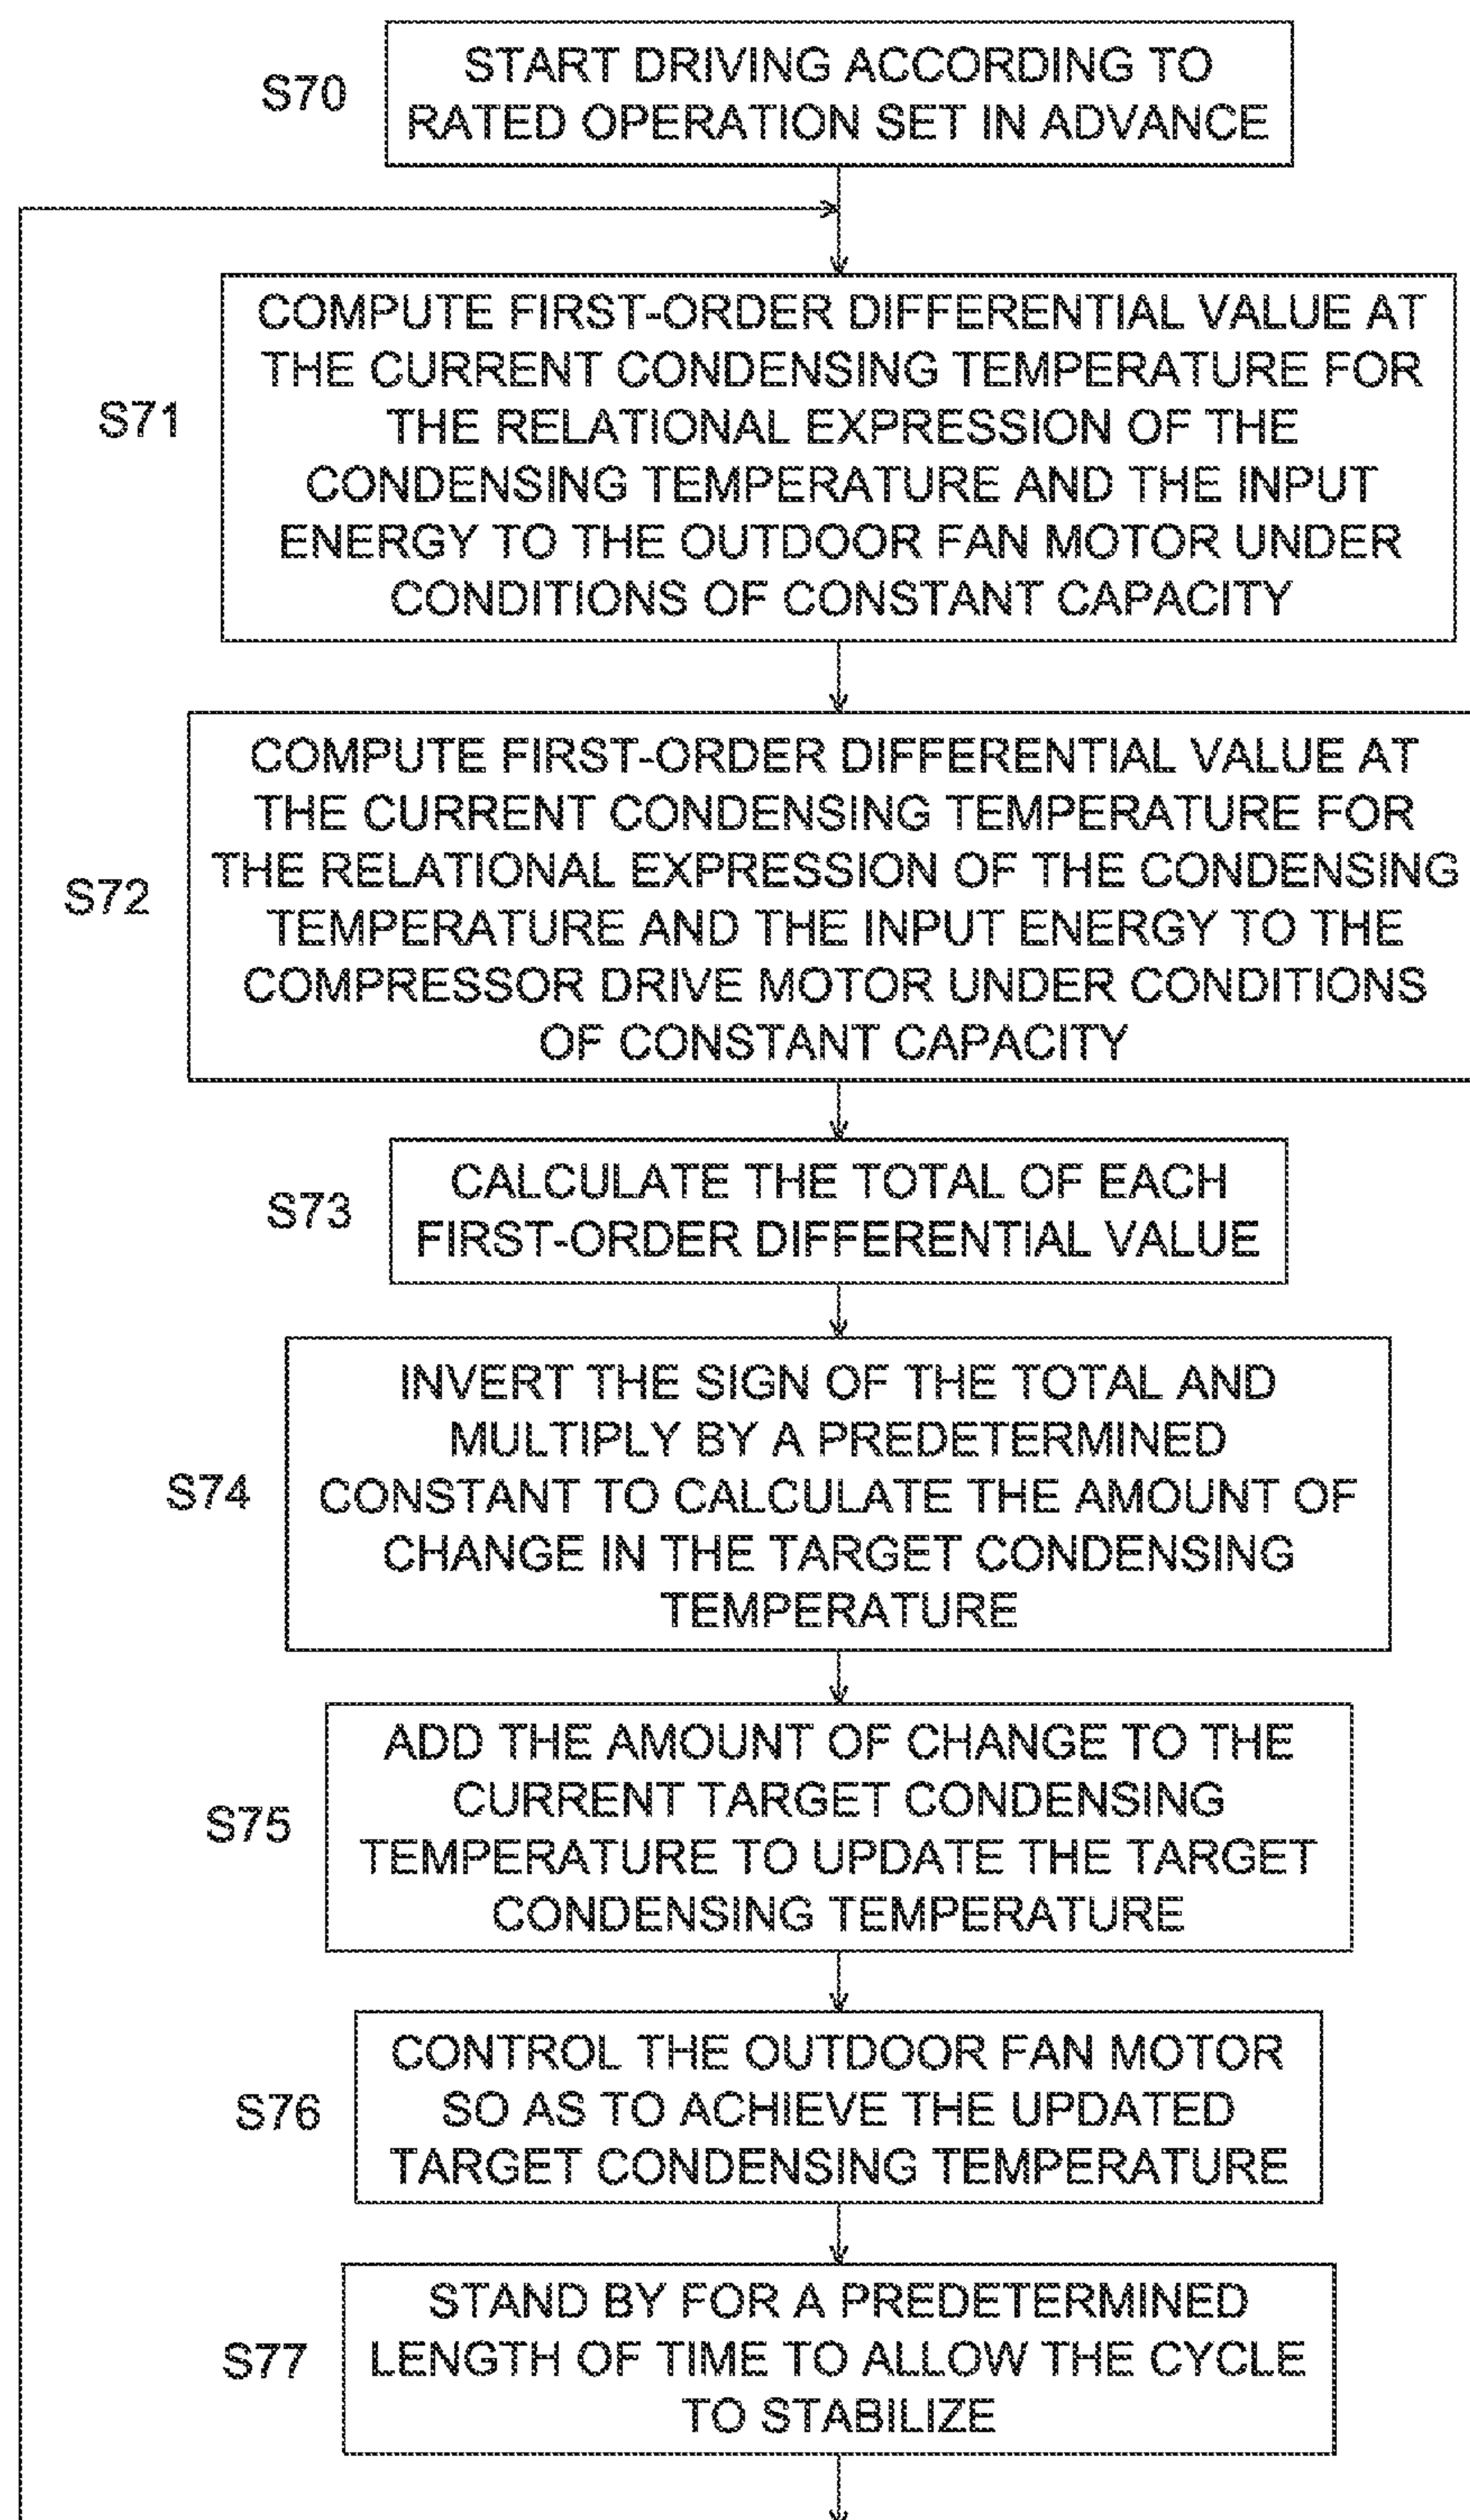 S70
START DRIVING ACCORDING TO
RATED OPERATION SET IN ADVANCE
S71
COMPUTE FIRST-ORDER DIFFERENTIAL VALUE AT
THE CURRENT CONDENSING TEMPERATURE FOR
THE RELATIONAL EXPRESSION OF THE
CONDENSING TEMPERATURE AND THE INPUT
ENERGY TO THE OUTDOOR FAN MOTOR UNDER
CONDITIONS OF CONSTANT CAPACITY
S72
COMPUTE FIRST-ORDER DIFFERENTIAL VALUE AT
THE CURRENT CONDENSING TEMPERATURE FOR
THE RELATIONAL EXPRESSION OF THE CONDENSING
TEMPERATURE AND THE INPUT ENERGY TO THE
COMPRESSOR DRIVE MOTOR UNDER CONDITIONS
OF CONSTANT CAPACITY
S73
CALCULATE THE TOTAL OF EACH
FIRST-ORDER DIFFERENTIAL VALUE
S74
INVERT THE SIGN OF THE TOTAL AND
MULTIPLY BY A PREDETERMINED
CONSTANT TO CALCULATE THE AMOUNT OF
CHANGE IN THE TARGET CONDENSING
TEMPERATURE
S75
ADD THE AMOUNT OF CHANGE TO THE
CURRENT TARGET CONDENSING
TEMPERATURE TO UPDATE THE TARGET
CONDENSING TEMPERATURE
S76
CONTROL THE OUTDOOR FAN MOTOR
SO AS TO ACHIEVE THE UPDATED
TARGET CONDENSING TEMPERATURE
S77
STAND BY FOR A PREDETERMINED
LENGTH OF TIME TO ALLOW THE CYCLE
TO STABILIZE